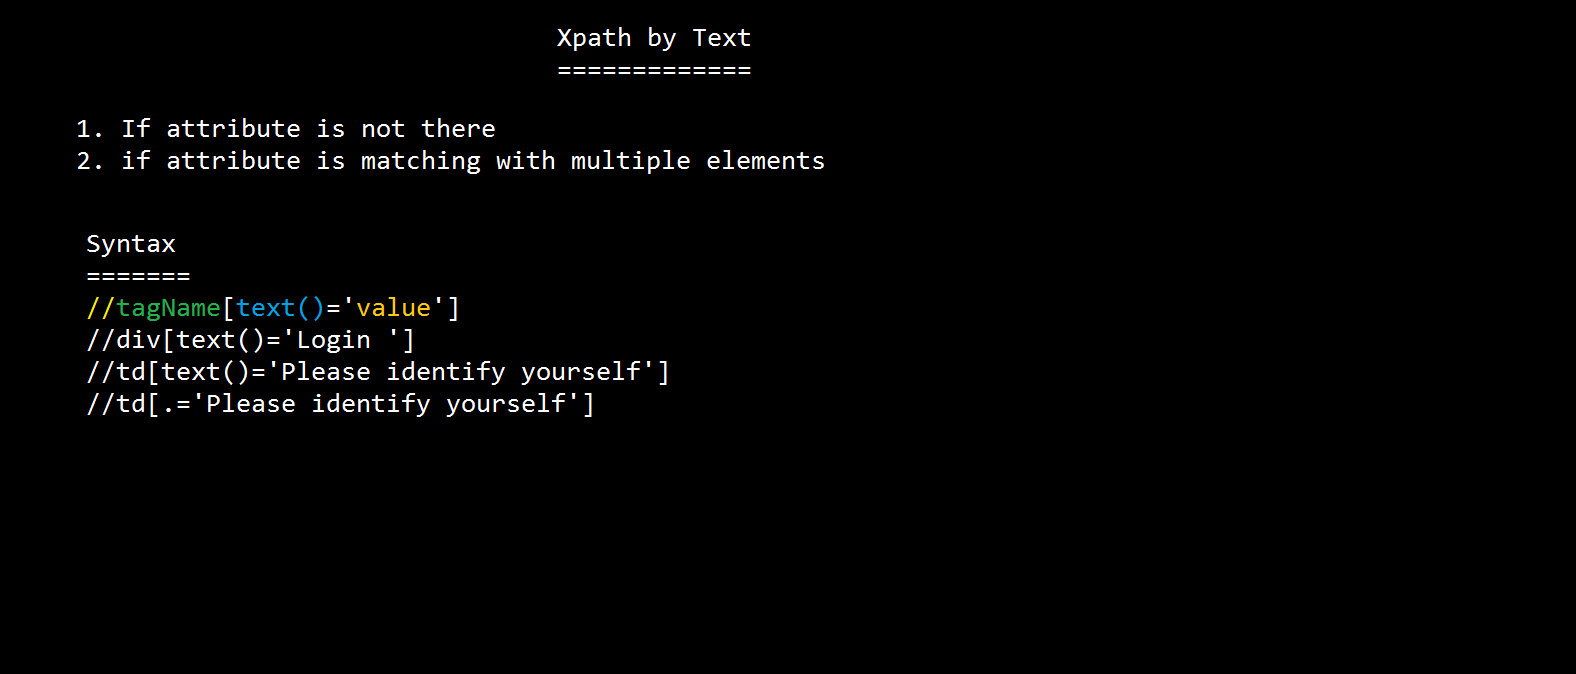 Xpath by Text
=============
1. If attribute is not there
2. if attribute is matching with multiple elements
Syntax
=======
//tagName[text()='value']
//div[text()='Login ']
//td[text()='Please identify yourself']
//td[.='Please identify yourself']